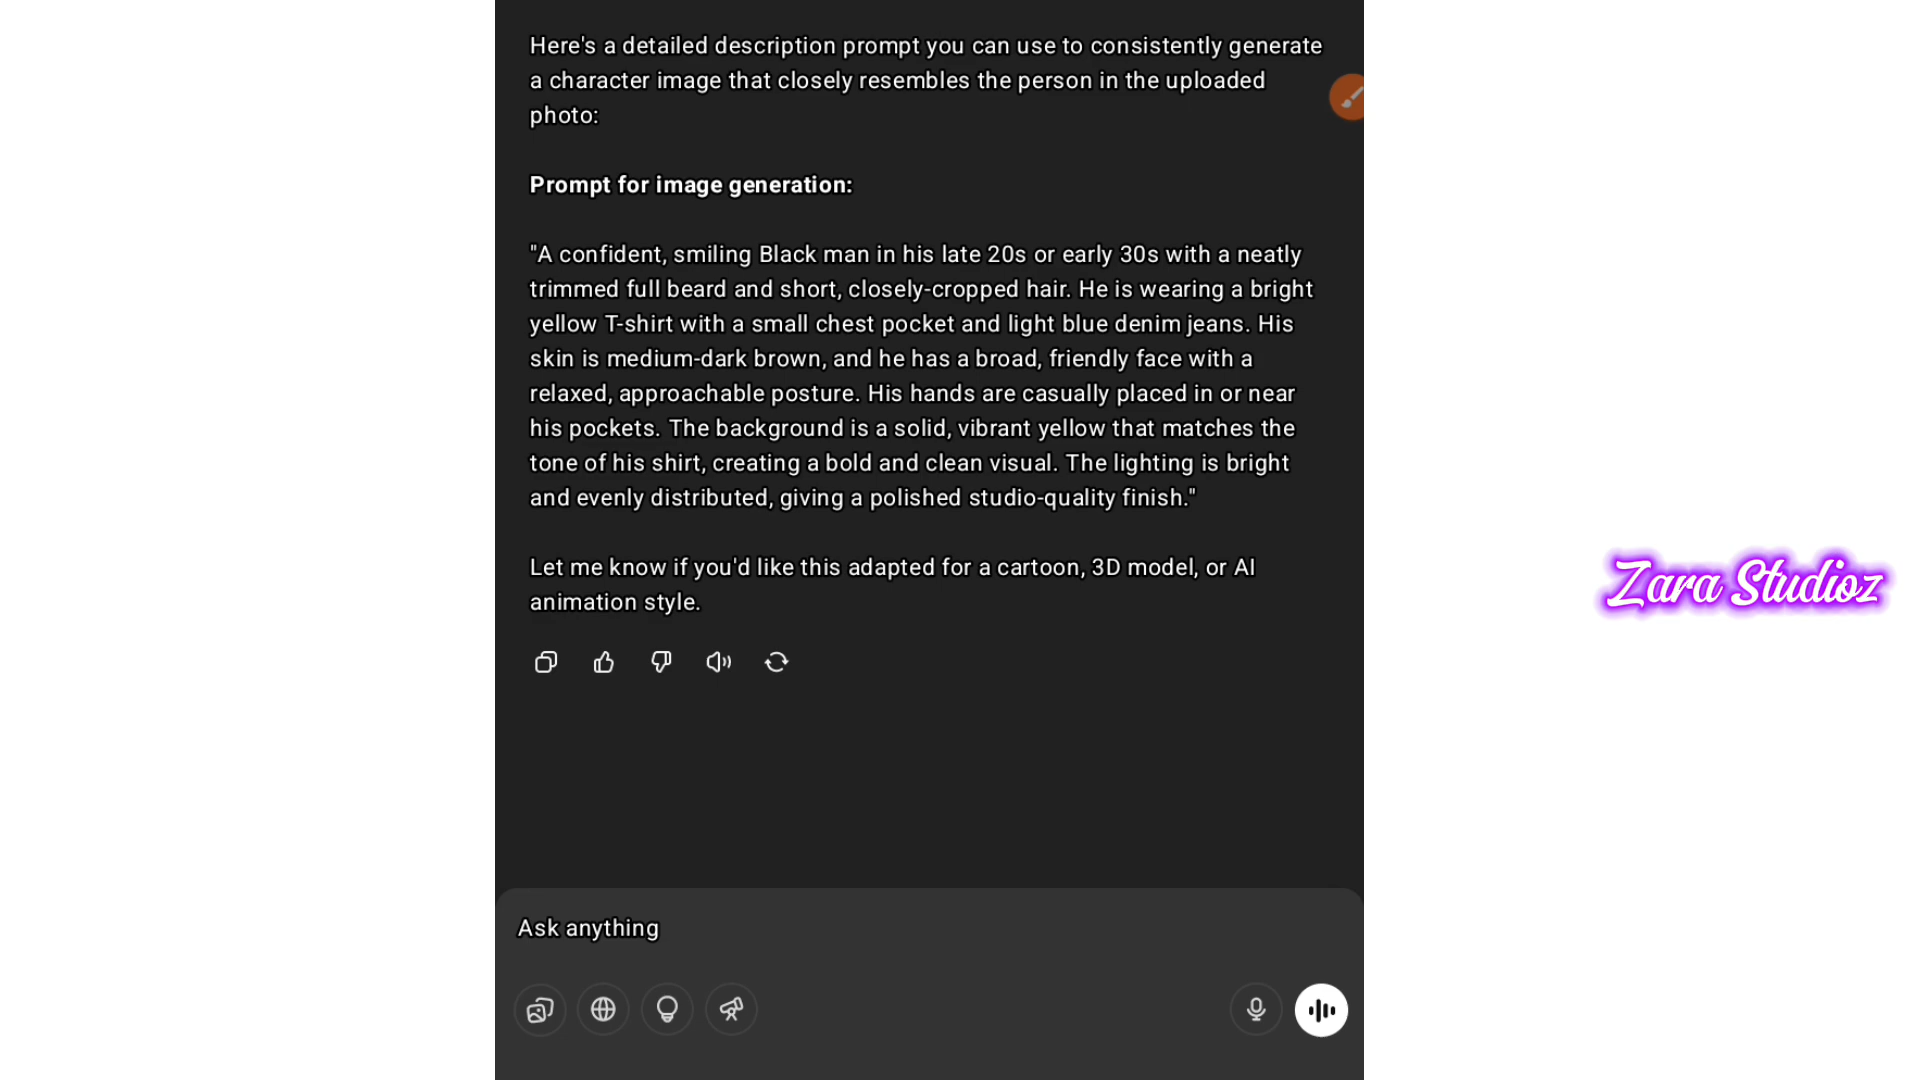 Here's a detailed description prompt you can use to consistently generate
a character image that closely resembles the person in the uploaded
photo:
Prompt for image generation:
"A confident, smiling Black man in his late 20s or early 30s with a neatly
trimmed full beard and short, closely-cropped hair. He is wearing a bright
yellow T-shirt with a small chest pocket and light blue denim jeans. His
skin is medium-dark brown, and he has a broad, friendly face with a
relaxed, approachable posture. His hands are casually placed in or near
his pockets. The background is a solid, vibrant yellow that matches the
tone of his shirt, creating a bold and clean visual. The lighting is bright
and evenly distributed, giving a polished studio-quality finish."
Let me know if you'd like this adapted for a cartoon, 3D model, or AI
animation style.
Zara Studioz
Ask anything